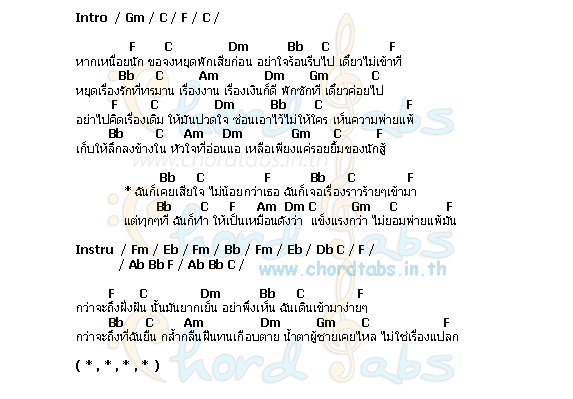 Intro / Gm / C / F / C /
F C Dm Bb C F
หากเหนื่อยนัก ขอจงหยุดพักเสียก่อน อย่าใจร้อนรีบไป เดี๋ยวไม่เข้าที
Bb C Am Dm Gm C
หยุดเรื่องรักที่ทรมาน เรื่องงาน เรื่องเงินก็ดี พักซักที เดี๋ยวค่อยไป
F C Dm Bb C F
อย่าไปคิดเรื่องเดิม ให้มันปวดใจ ซ่อนเอาไว้ไม่ให้ใคร เห็นความพ่ายแพ้
Bb C Am Dm Gm C F
เก็บให้ลึกลงข้างใน หัวใจที่อ่อนแอ เหลือเพียงแค่รอยยิ้มของนักสู้
www.chordtabs.in.th
Bb C F Bb C F
* ฉันก็เคยเสียใจ ไม่น้อยกว่าเธอ ฉันก็เจอเรื่องราวร้ายๆเข้ามา
Bb C F Am Dm C Gm C F
แต่ทุกๆที ฉันก็ทำ ให้เป็นเหมือนดังว่า แข็งแรงกว่า ไม่ยอมพ่ายแพ้มัน
Chord Tabs
Instru / Fm / Eb / Fm / Bb / Fm / Eb / Db C / F /
/ Ab Bb F / Ab Bb C /
www.chordtabs.in.th
F C Dm Bb C F
กว่าจะถึงฝั่งฝัน นั้นมันยากเย็น อย่าพึ่งเห็น ฉันเดินเข้ามาง่ายๆ
Bb C Am Dm Gm C F
กว่าจะถึงที่ฉันยืน กล้ำกลืนฝืนทนเกือบตาย น้ำตาผู้ชายเคยไหล ไม่ใช่เรื่องแปลก
( * , * , * , * )